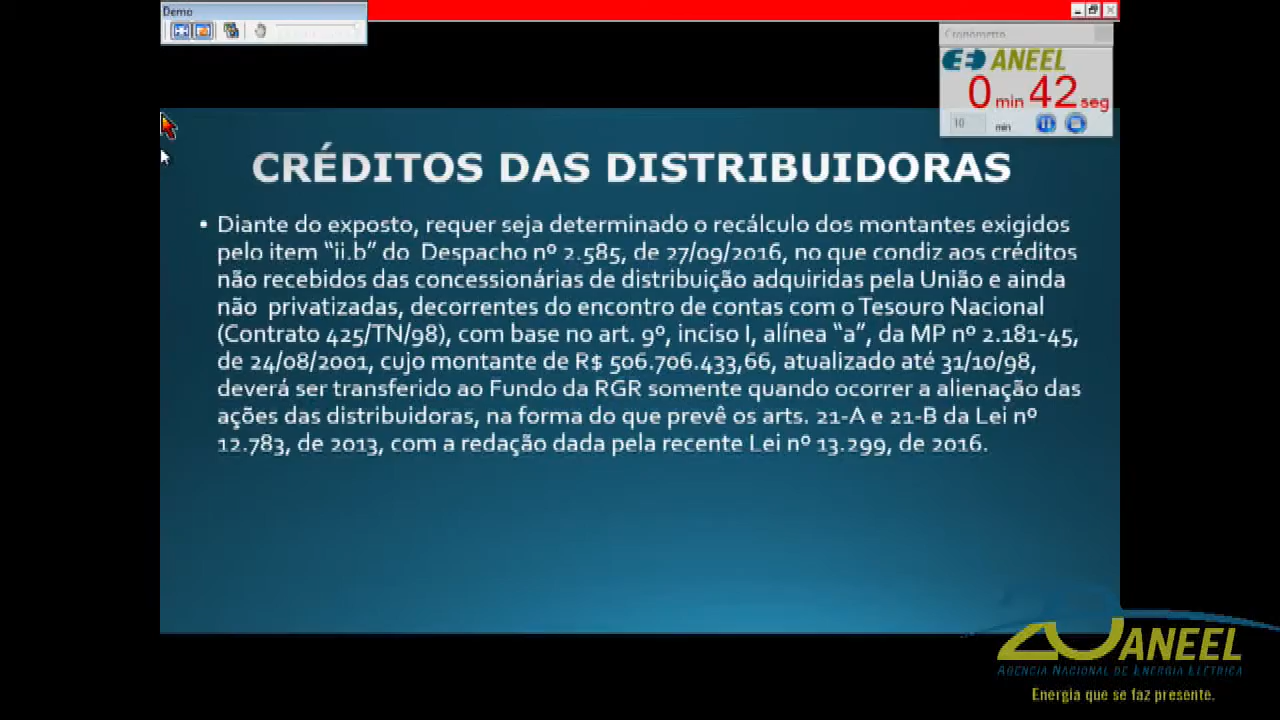 Demo
Cronometro
ANEEL
0 min 42 seg
10 min
CRÉDITOS DAS DISTRIBUIDORAS
• Diante do exposto, requer seja determinado o recálculo dos montantes exigidos
pelo item “ii.b” do Despacho nº 2.585, de 27/09/2016, no que condiz aos créditos
não recebidos das concessionárias de distribuição adquiridas pela União e ainda
não privatizadas, decorrentes do encontro de contas com o Tesouro Nacional
(Contrato 425/TN/98), com base no art. 9º, inciso I, alínea “a”, da MP nº 2.181-45,
de 24/08/2001, cujo montante de R$ 506.706.433,66, atualizado até 31/10/98,
deverá ser transferido ao Fundo da RGR somente quando ocorrer a alienação das
ações das distribuidoras, na forma do que prevê os arts. 21-A e 21-B da Lei nº
12.783, de 2013, com a redação dada pela recente Lei nº 13.299, de 2016.
20 ANEEL
AGÊNCIA NACIONAL DE ENERGIA ELÉTRICA
Energia que se faz presente.